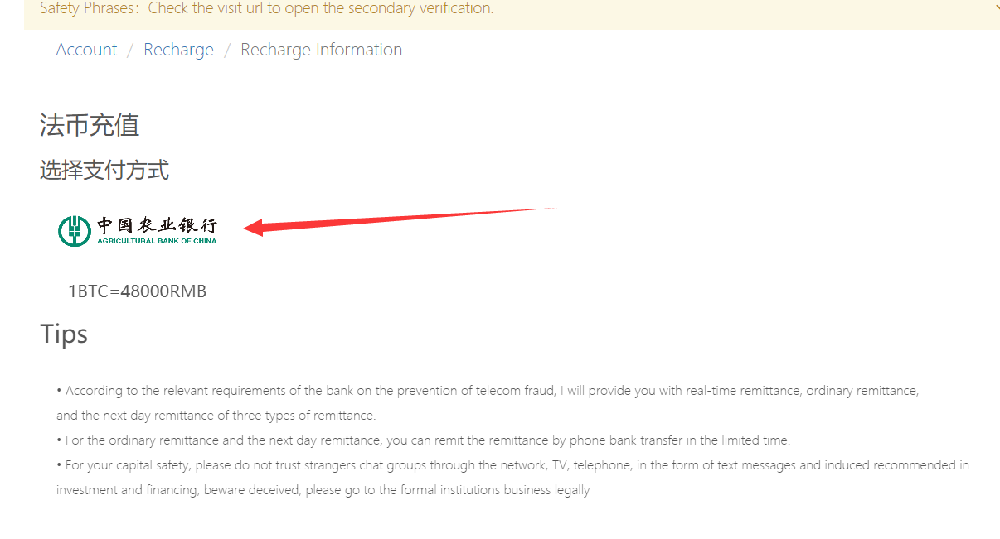 Safety Phrases：Check the visit url to open the secondary verification.
Account / Recharge / Recharge Information
法币充值
选择支付方式
中国农业银行
AGRICULTURAL BANK OF CHINA
1BTC=48000RMB
Tips
• According to the relevant requirements of the bank on the prevention of telecom fraud, I will provide you with real-time remittance, ordinary remittance,
and the next day remittance of three types of remittance.
• For the ordinary remittance and the next day remittance, you can remit the remittance by phone bank transfer in the limited time.
• For your capital safety, please do not trust strangers chat groups through the network, TV, telephone, in the form of text messages and induced recommended in
investment and financing, beware deceived, please go to the formal institutions business legally